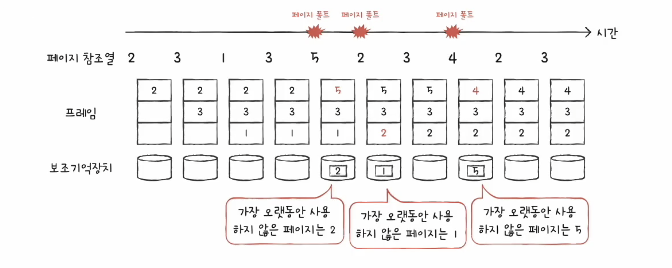 페이지 폴트 페이지 폴트 페이지 폴트
시간
페이지 참조열 2 3 1 3 5 2 3 4 2 3
프레임
2 2 2 2 5 5 5 4 4 4
3 3 3 3 3 3 3 3 3
1 1 1 2 2 2 2 2
보조기억장치 2 1 5
가장 오랫동안 사용
하지 않은 페이지는 2
가장 오랫동안 사용
하지 않은 페이지는 1
가장 오랫동안 사용
하지 않은 페이지는 5